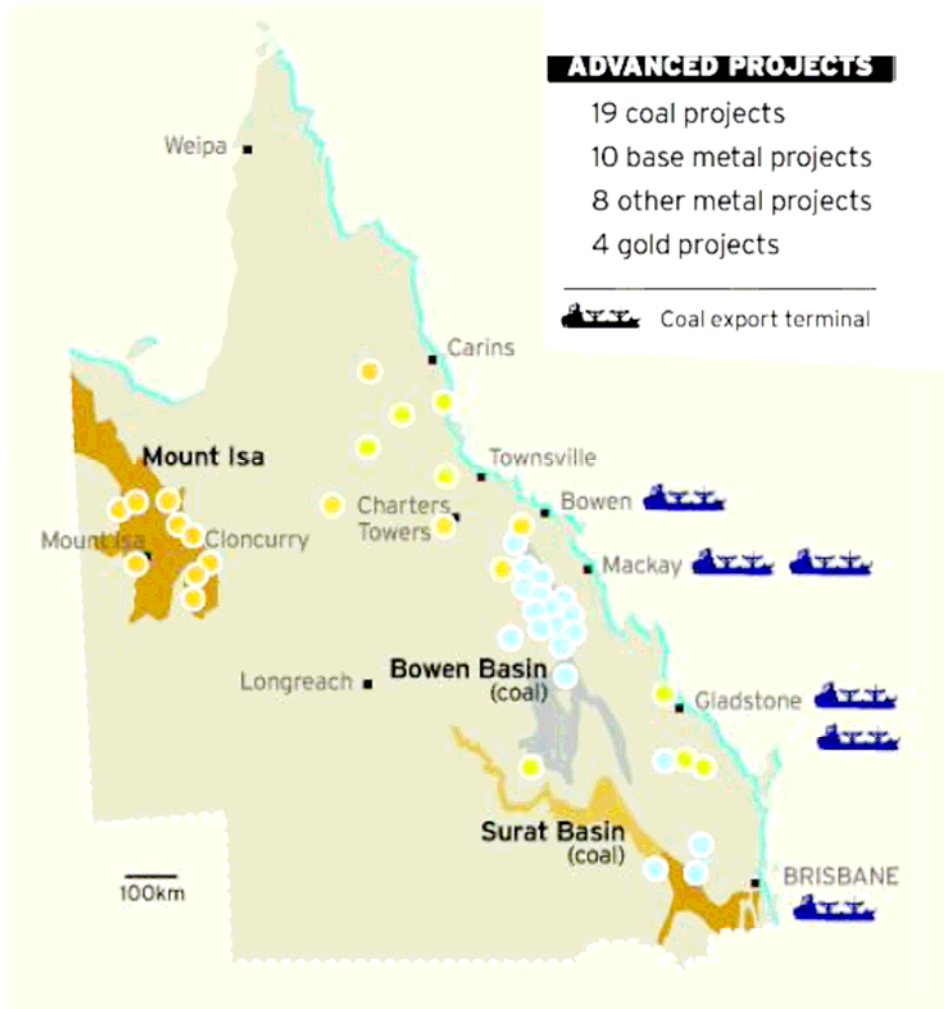 ADVANCED PROJECTS
19 coal projects
10 base metal projects
8 other metal projects
4 gold projects
Coal export terminal
Weipa
Carins
Mount Isa
Townsville
Bowen
Charters
Towers
Mount Isa
Cloncurry
Mackay
Bowen Basin
(coal)
Longreach
Gladstone
Surat Basin
(coal)
100km
BRISBANE